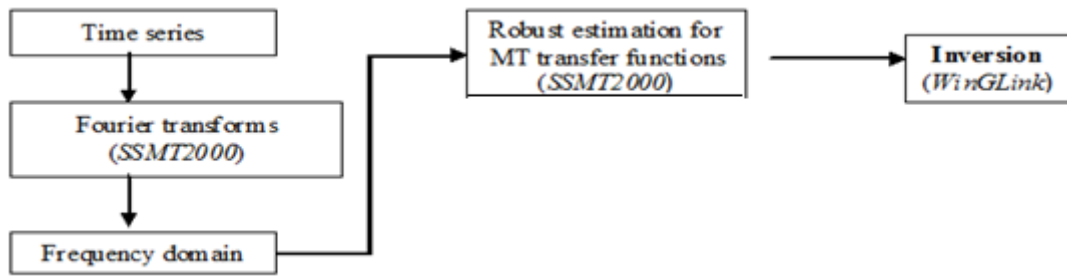 Time series
Fourier transforms
(SSMT2000)
Frequency domain
Robust estimation for
MT transfer functions
(SSMT2000)
Inversion
(WinGLink)